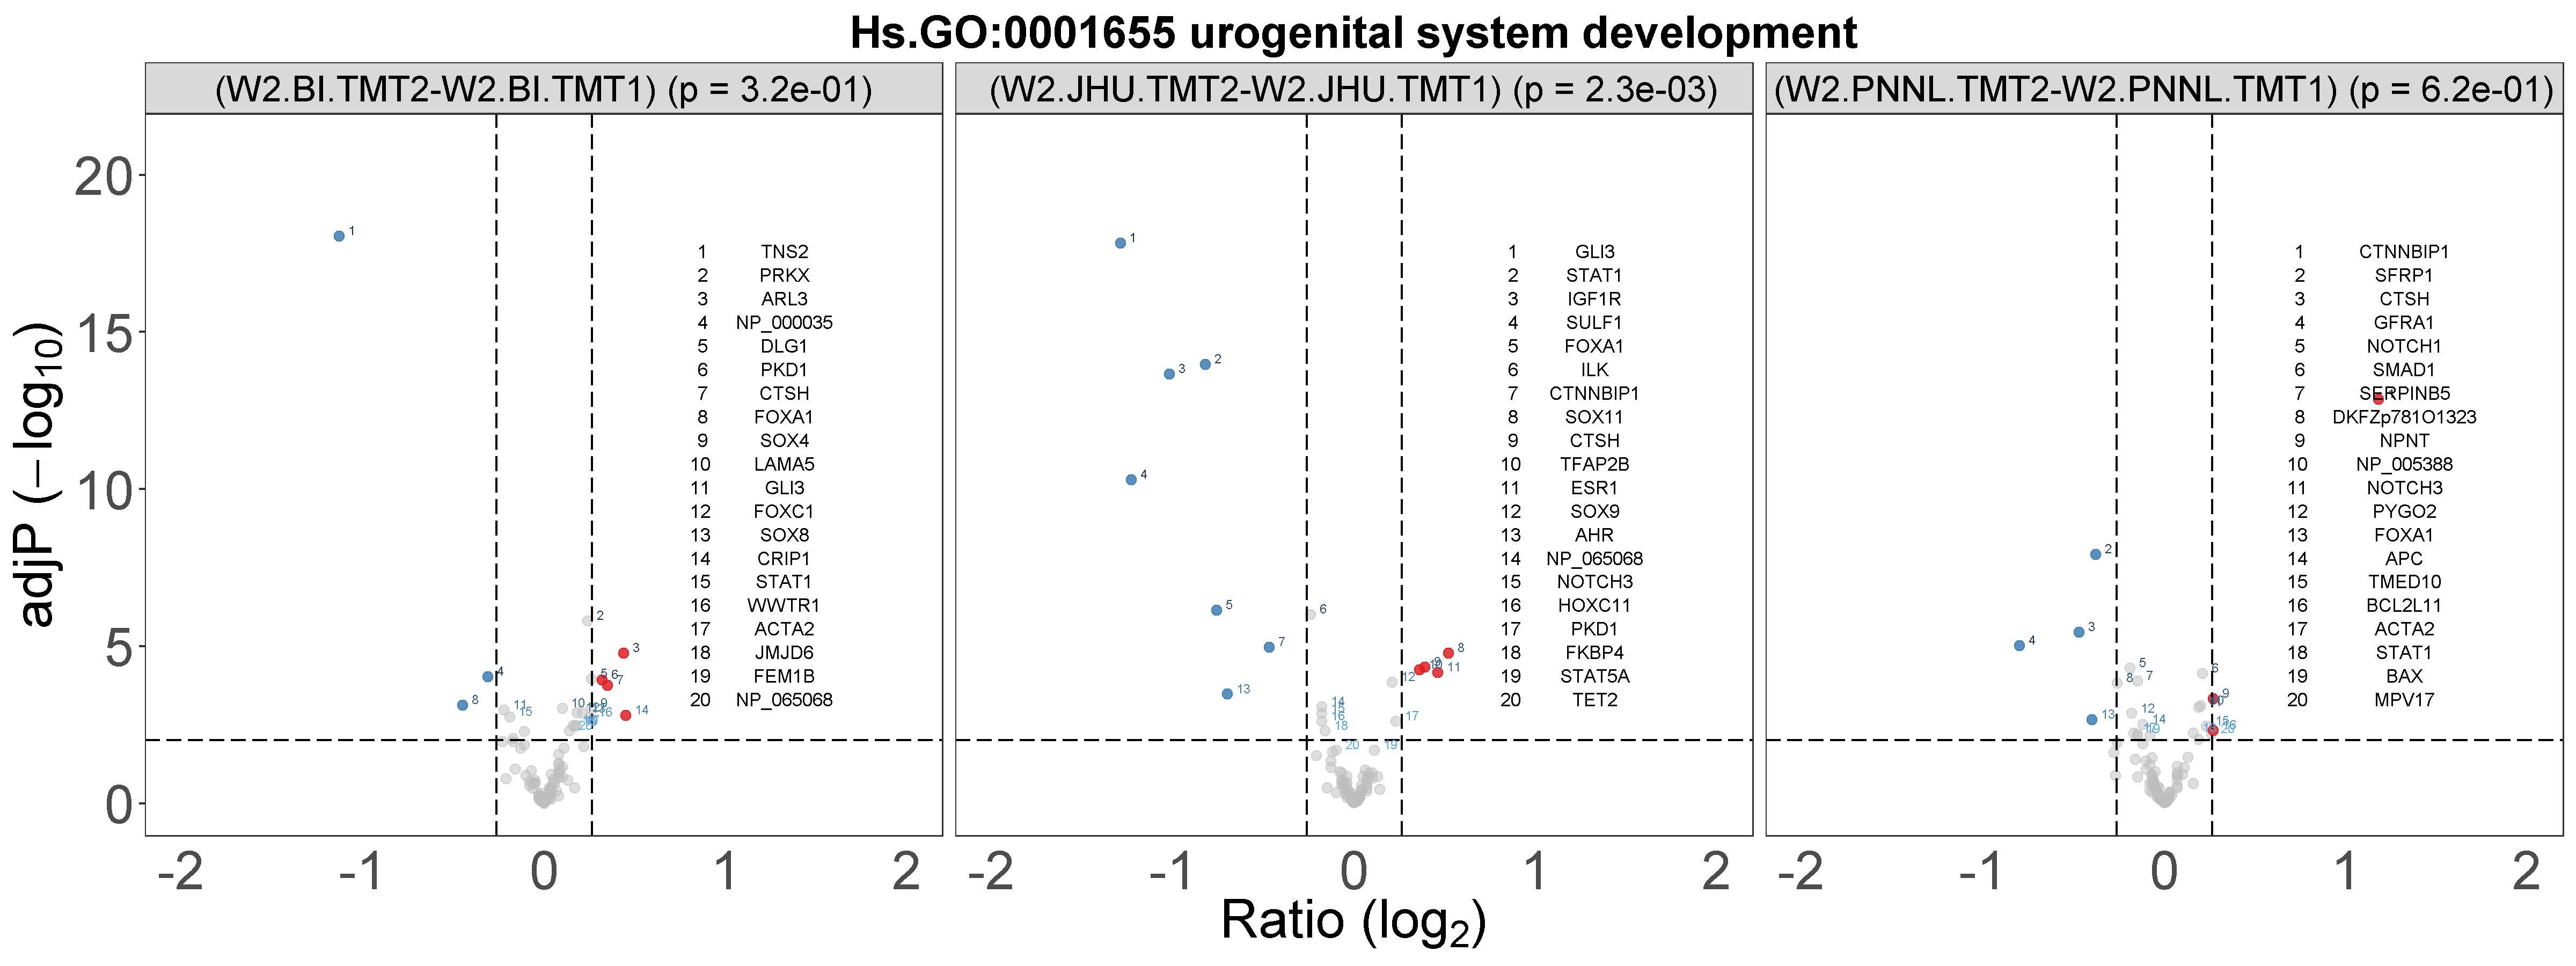 Hs.GO:0001655 urogenital system development
(W2.BI.TMT2-W2.BI.TMT1) (p = 3.2e-01)
(W2.JHU.TMT2-W2.JHU.TMT1) (p = 2.3e-03)
(W2.PNNL.TMT2-W2.PNNL.TMT1) (p = 6.2e-01)
adjP (−log10)
20
15
10
5
0
1 TNS2
2 PRKX
3 ARL3
4 NP_000035
5 DLG1
6 PKD1
7 CTSH
8 FOXA1
9 SOX4
10 LAMA5
11 GLI3
12 FOXC1
13 SOX8
14 CRIP1
15 STAT1
16 WWTR1
17 ACTA2
18 JMJD6
19 FEM1B
20 NP_065068
1 GLI3
2 STAT1
3 IGF1R
4 SULF1
5 FOXA1
6 ILK
7 CTNNBIP1
8 SOX11
9 CTSH
10 TFAP2B
11 ESR1
12 SOX9
13 AHR
14 NP_065068
15 NOTCH3
16 HOXC11
17 PKD1
18 FKBP4
19 STAT5A
20 TET2
1 CTNNBIP1
2 SFRP1
3 CTSH
4 GFRA1
5 NOTCH1
6 SMAD1
7 SERPINB5
8 DKFZp781O1323
9 NPNT
10 NP_005388
11 NOTCH3
12 PYGO2
13 FOXA1
14 APC
15 TMED10
16 BCL2L11
17 ACTA2
18 STAT1
19 BAX
20 MPV17
-2 -1 0 1 2
-2 -1 0 1 2
-2 -1 0 1 2
Ratio (log2)